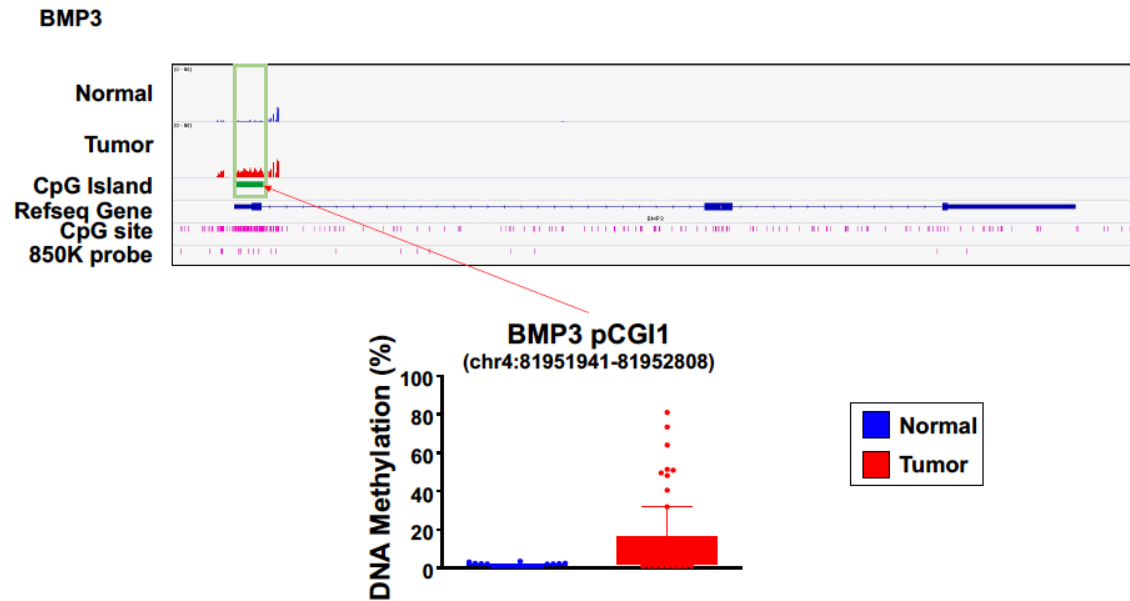 BMP3
Normal
Tumor
CpG Island
Refseq Gene
BMP3
CpG site
850K probe
BMP3 pCGI1
(chr4:81951941-81952808)
DNA Methylation (%)
100
80
60
40
20
0
Normal
Tumor